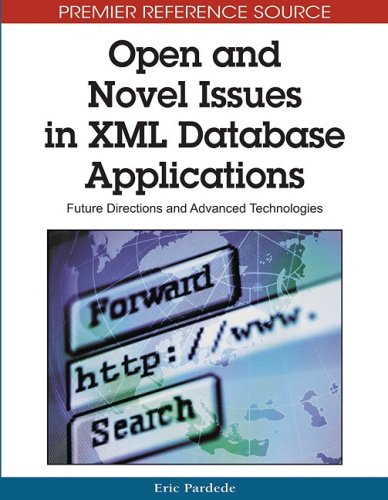 PREMIER REFERENCE SOURCE
Open and
Novel Issues
in XML Database
Applications
Future Directions and Advanced Technologies
Forward
http://www.
Search
Eric Pardede